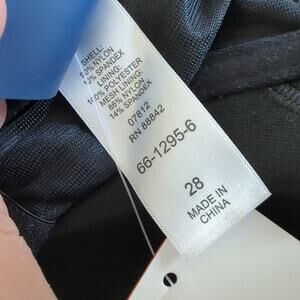 SHELL:
NYLON
SPANDEX
LINING:
100% POLYESTER
MESH LINING:
86% NYLON
14% SPANDEX
07812
RN 88842
66-1295-6
28
MADE IN
CHINA